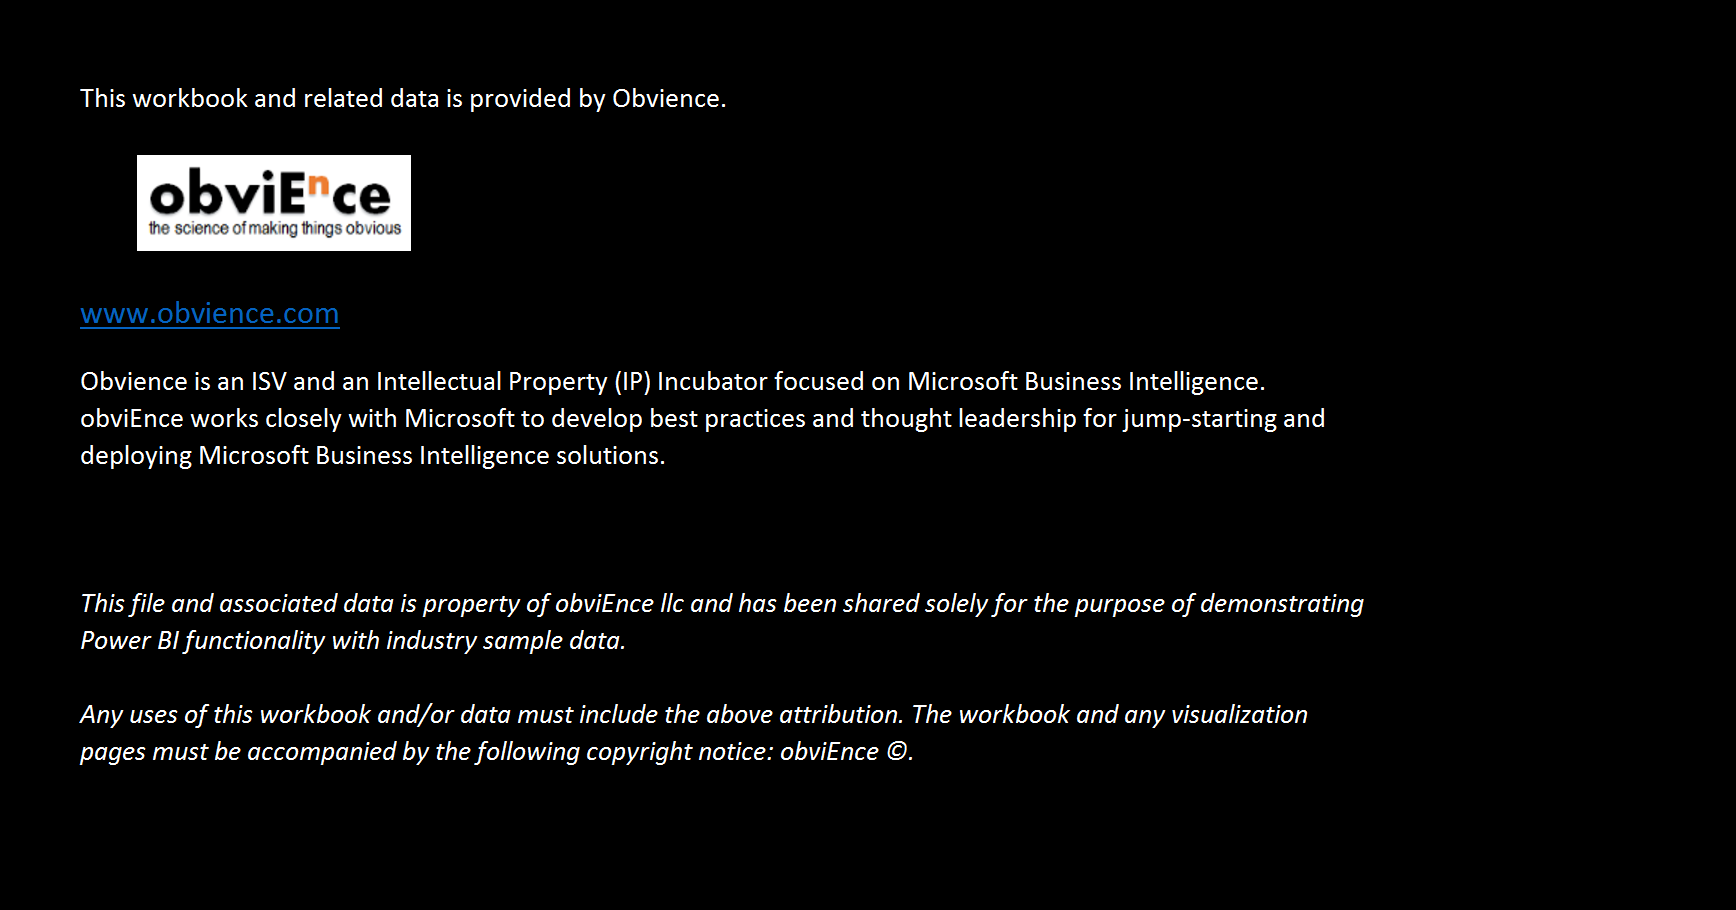 This workbook and related data is provided by Obvience.
obviEnce
the science of making things obvious
www.obvience.com
Obvience is an ISV and an Intellectual Property (IP) Incubator focused on Microsoft Business Intelligence.
obviEnce works closely with Microsoft to develop best practices and thought leadership for jump-starting and
deploying Microsoft Business Intelligence solutions.
This file and associated data is property of obviEnce llc and has been shared solely for the purpose of demonstrating
Power BI functionality with industry sample data.
Any uses of this workbook and/or data must include the above attribution. The workbook and any visualization
pages must be accompanied by the following copyright notice: obviEnce ©.